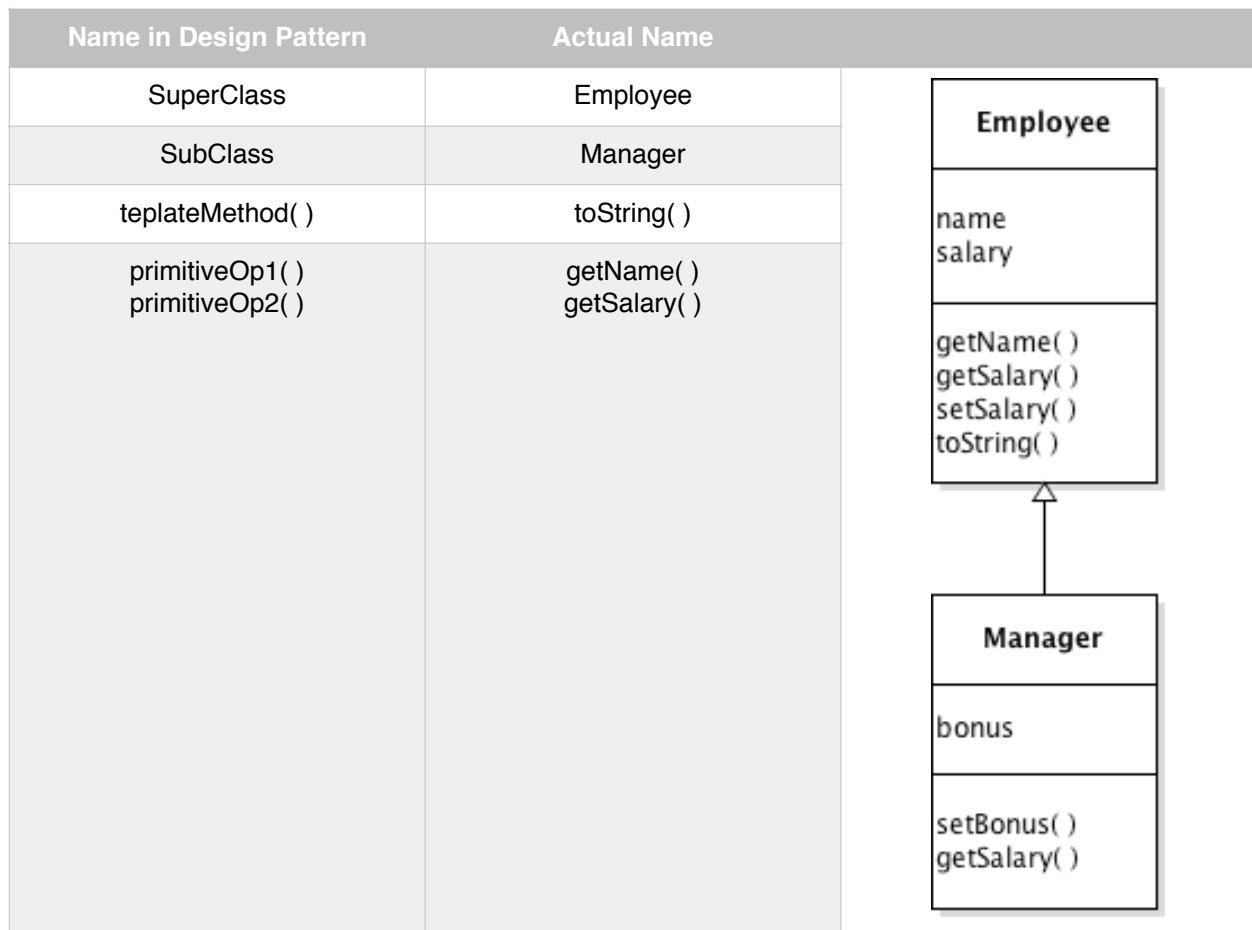 Name in Design Pattern Actual Name
SuperClass Employee
SubClass Manager
teplateMethod( ) toString( )
primitiveOp1( ) getName( )
primitiveOp2( ) getSalary( )
Employee
name
salary
getName( )
getSalary( )
setSalary( )
toString( )
Manager
bonus
setBonus( )
getSalary( )